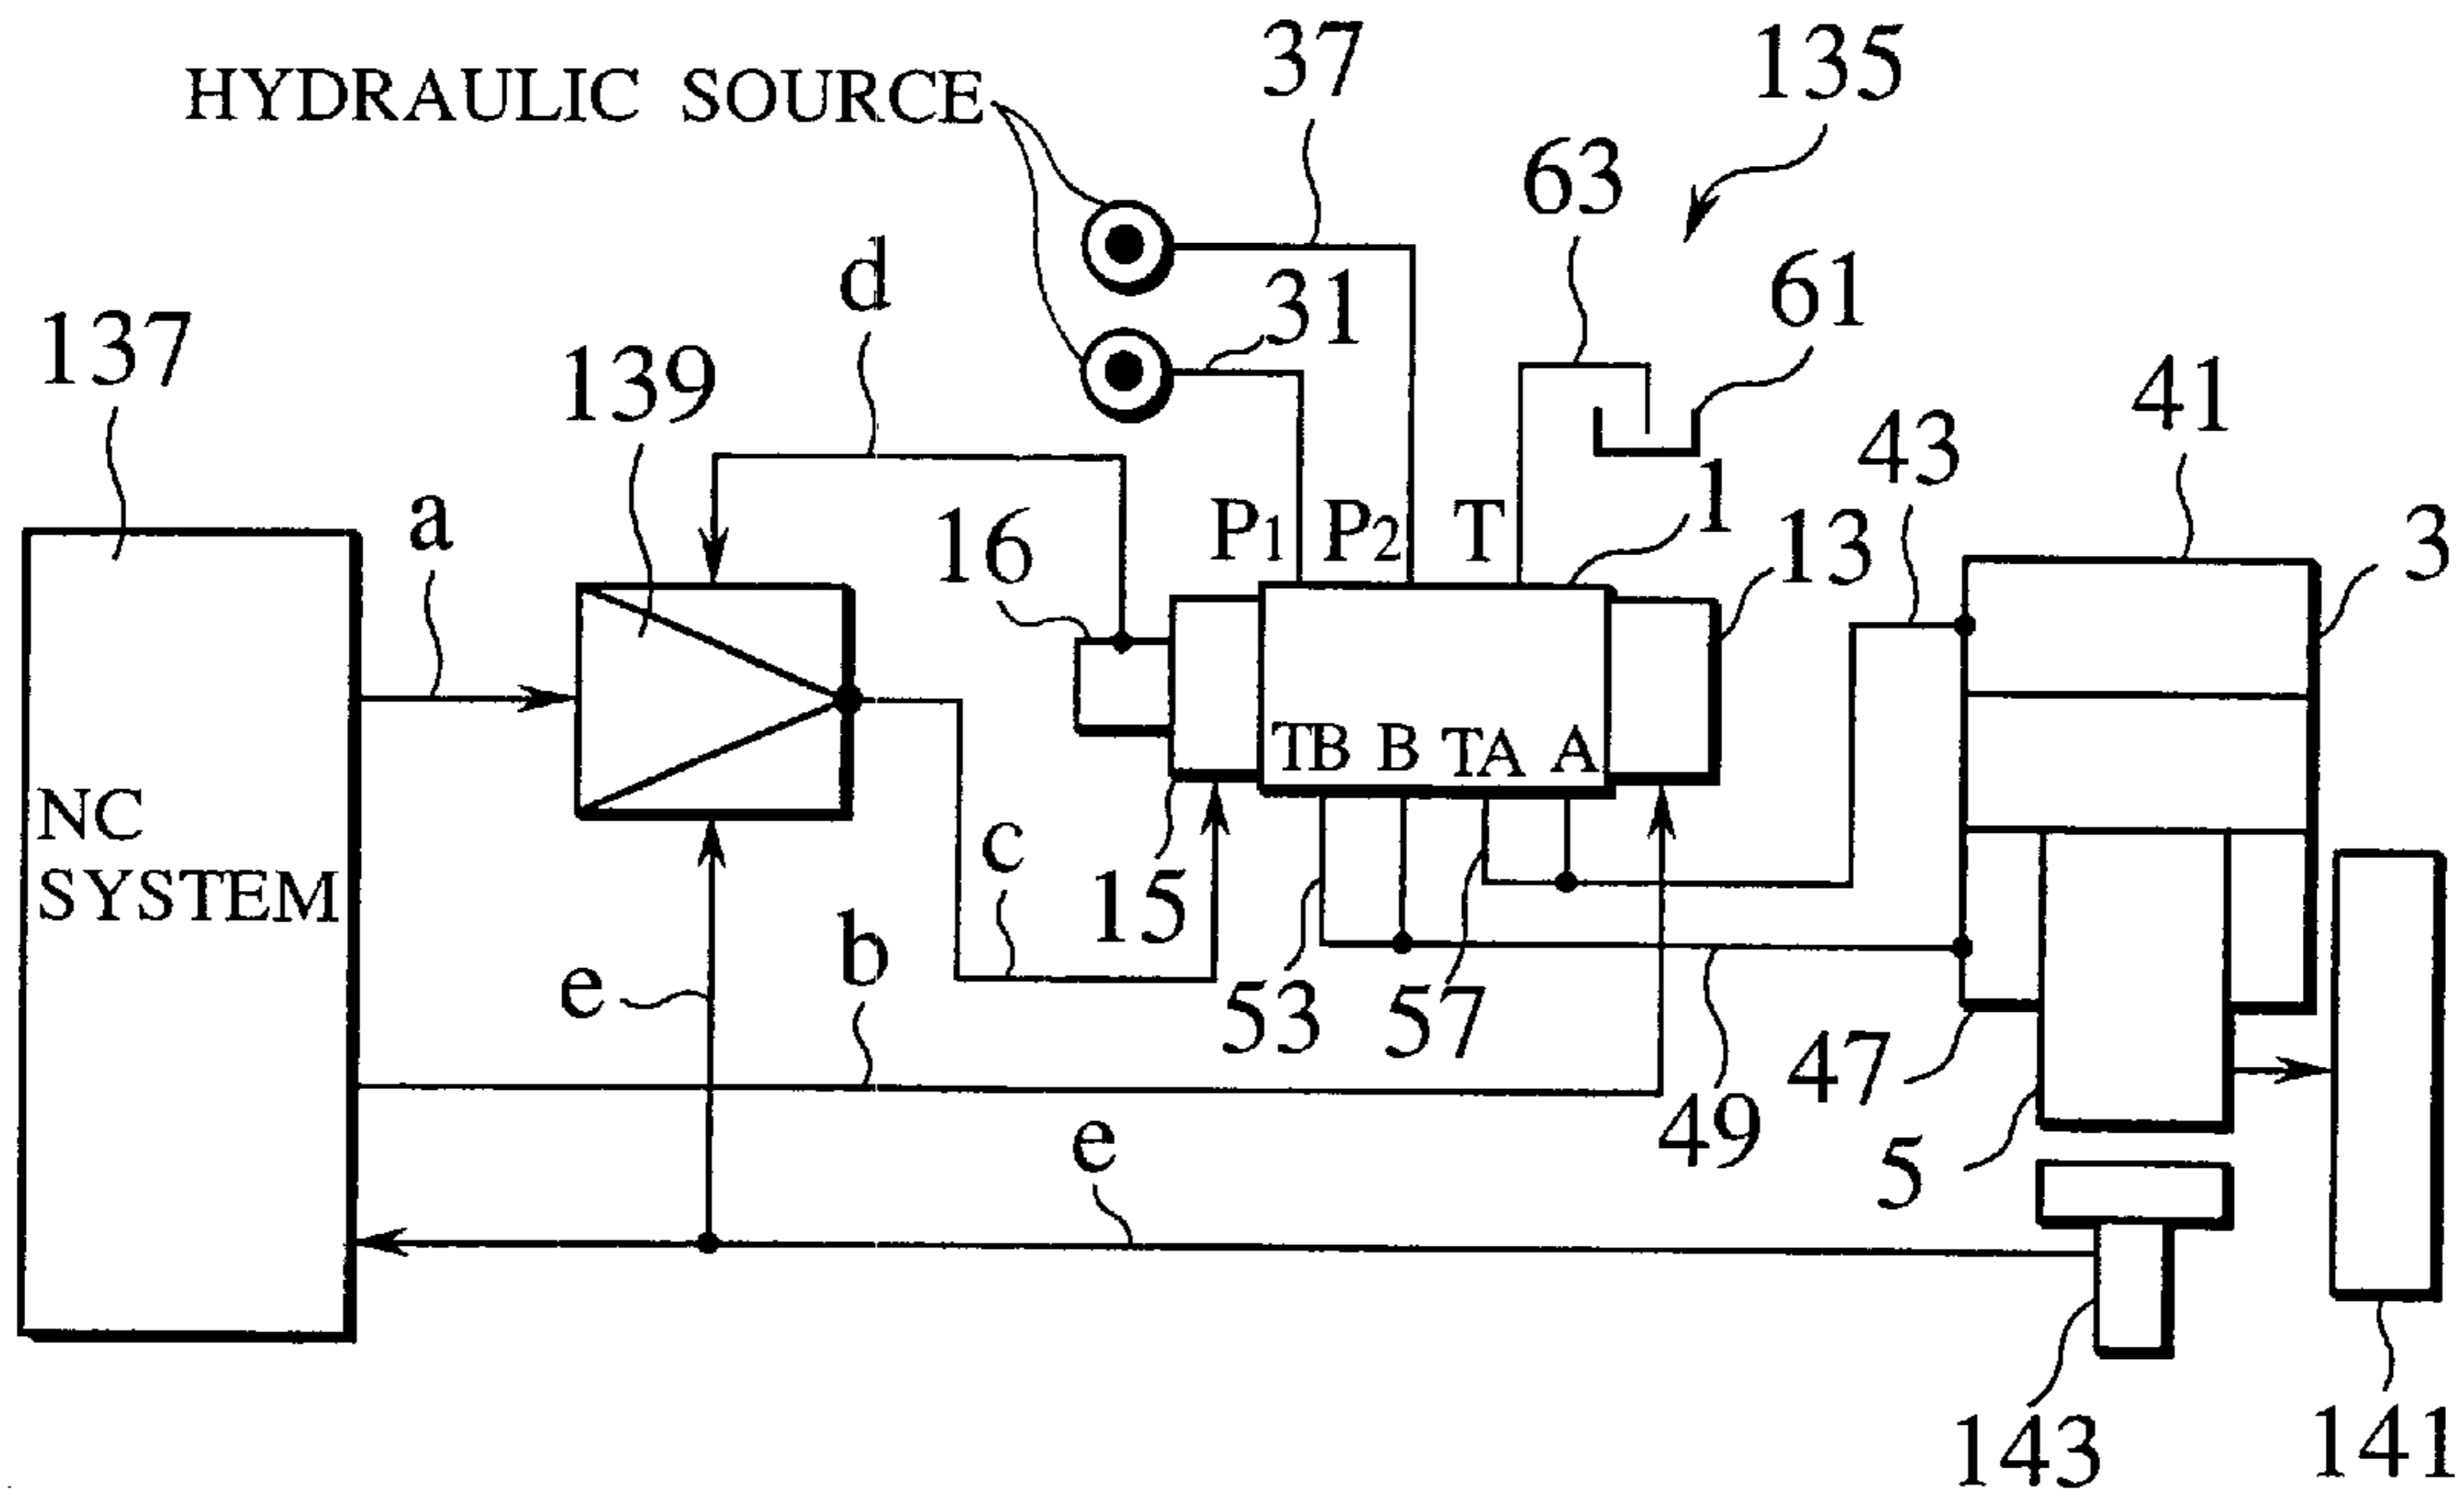 HYDRAULIC SOURCE
37
135
63
31
61
d
137
139
41
43
a
16
P1
P2
T
1
13
3
TB
B
TA
A
NC
SYSTEM
c
15
b
e
53
57
47
49
5
e
143
141